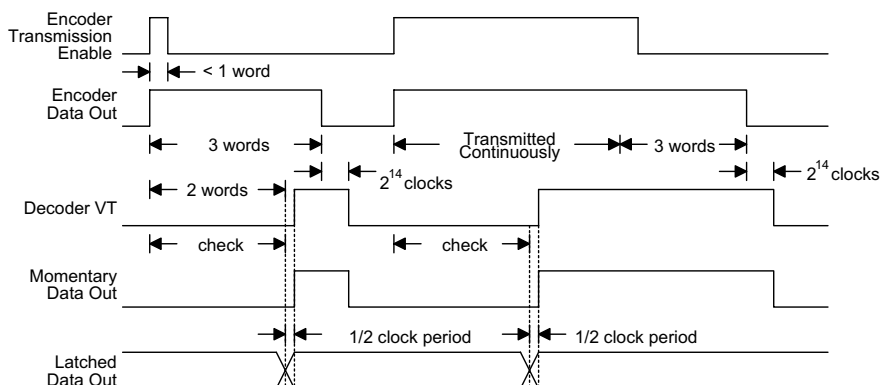 Encoder
Transmission
Enable
< 1 word
Encoder
Data Out
3 words
Transmitted
Continuously
3 words
2 words
2^14 clocks
2^14 clocks
Decoder VT
check
check
Momentary
Data Out
1/2 clock period
1/2 clock period
Latched
Data Out